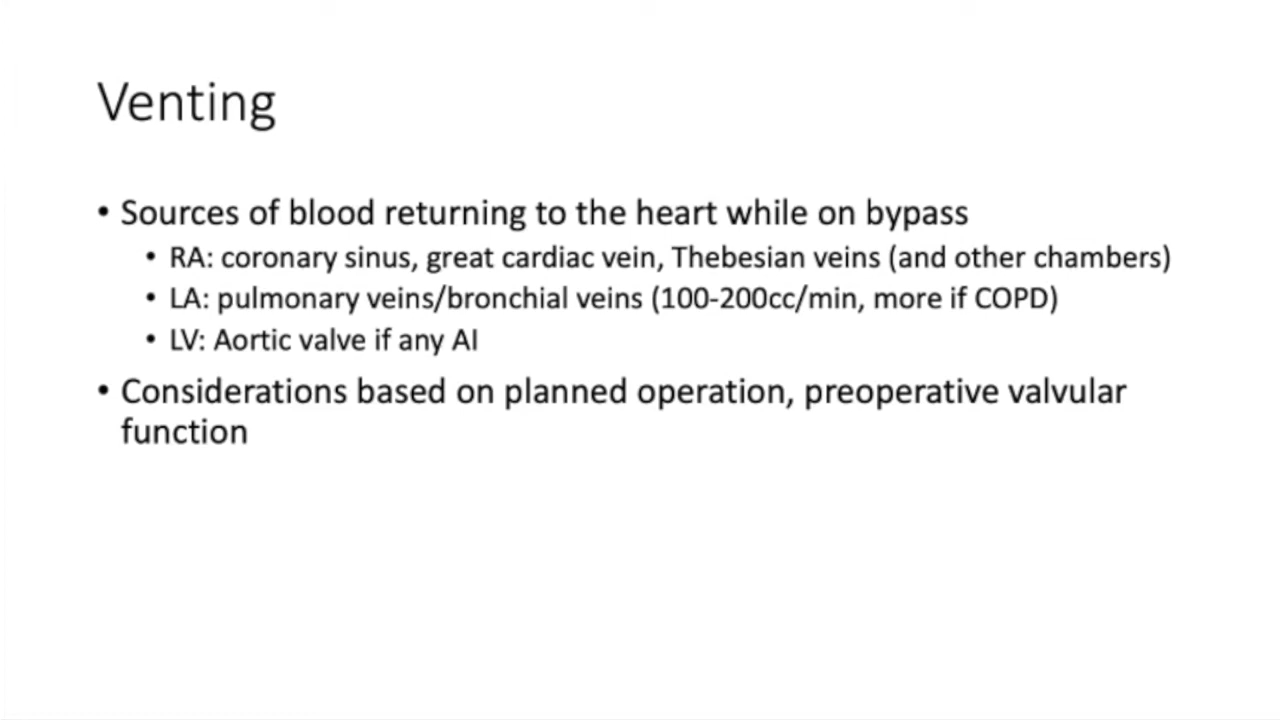 Venting
• Sources of blood returning to the heart while on bypass
• RA: coronary sinus, great cardiac vein, Thebesian veins (and other chambers)
• LA: pulmonary veins/bronchial veins (100-200cc/min, more if COPD)
• LV: Aortic valve if any AI
• Considerations based on planned operation, preoperative valvular
function